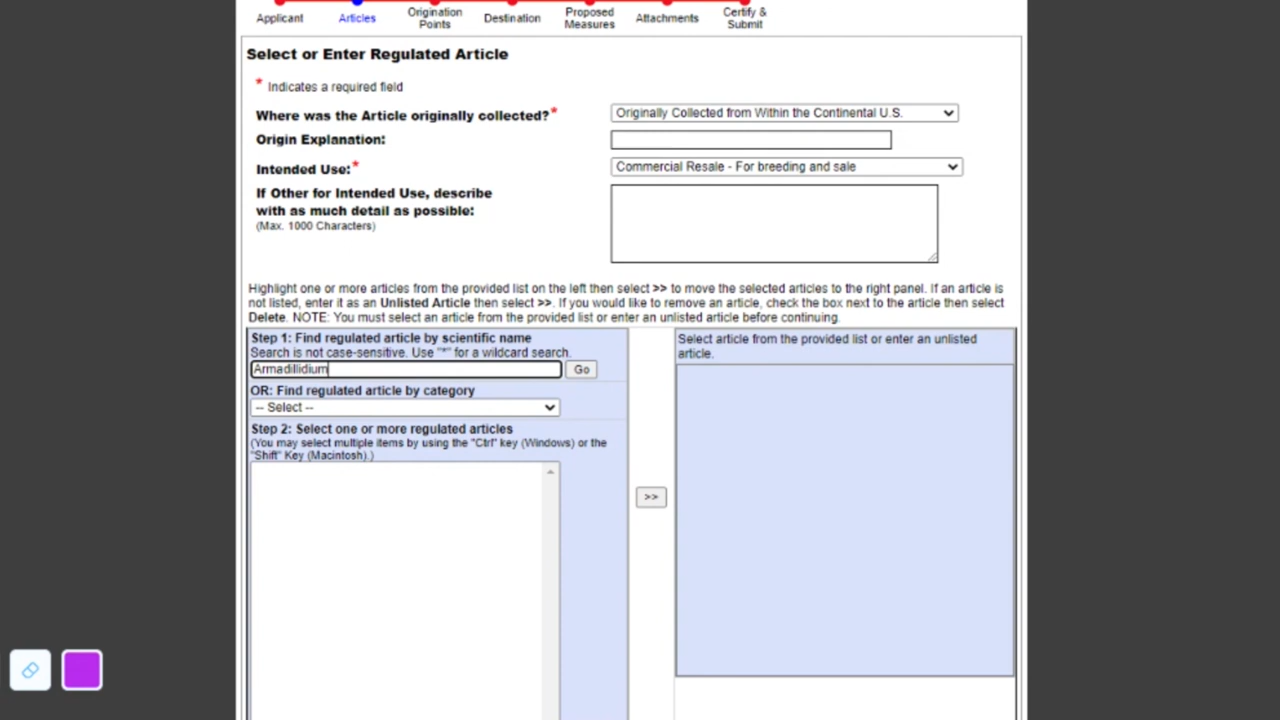 Applicant
Articles
Origination
Points
Destination
Proposed
Measures
Attachments
Certify &
Submit
Select or Enter Regulated Article
* Indicates a required field
Where was the Article originally collected?* Originally Collected from Within the Continental U.S.
Origin Explanation:
Intended Use:* Commercial Resale - For breeding and sale
If Other for Intended Use, describe
with as much detail as possible:
(Max. 1000 Characters)
Highlight one or more articles from the provided list on the left then select >> to move the selected articles to the right panel. If an article is
not listed, enter it as an Unlisted Article then select >>. If you would like to remove an article, check the box next to the article then select
Delete. NOTE: You must select an article from the provided list or enter an unlisted article before continuing.
Step 1: Find regulated article by scientific name
Search is not case-sensitive. Use "*" for a wildcard search.
Armadillidium Go
OR: Find regulated article by category
-- Select --
Step 2: Select one or more regulated articles
(You may select multiple items by using the "Ctrl" key (Windows) or the
"Shift" Key (Macintosh).)
>>
Select article from the provided list or enter an unlisted
article.